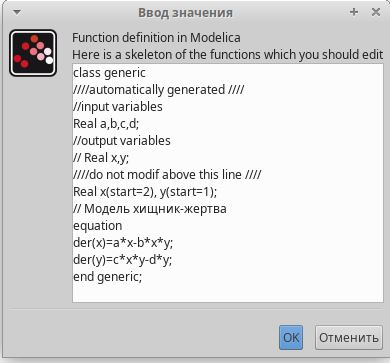 Ввод значения
Function definition in Modelica
Here is a skeleton of the functions which you should edit
class generic
////automatically generated ////
//input variables
Real a,b,c,d;
//output variables
// Real x,y;
////do not modif above this line ////
Real x(start=2), y(start=1);
// Модель хищник-жертва
equation
der(x)=a*x-b*x*y;
der(y)=c*x*y-d*y;
end generic;
OK
Отменить